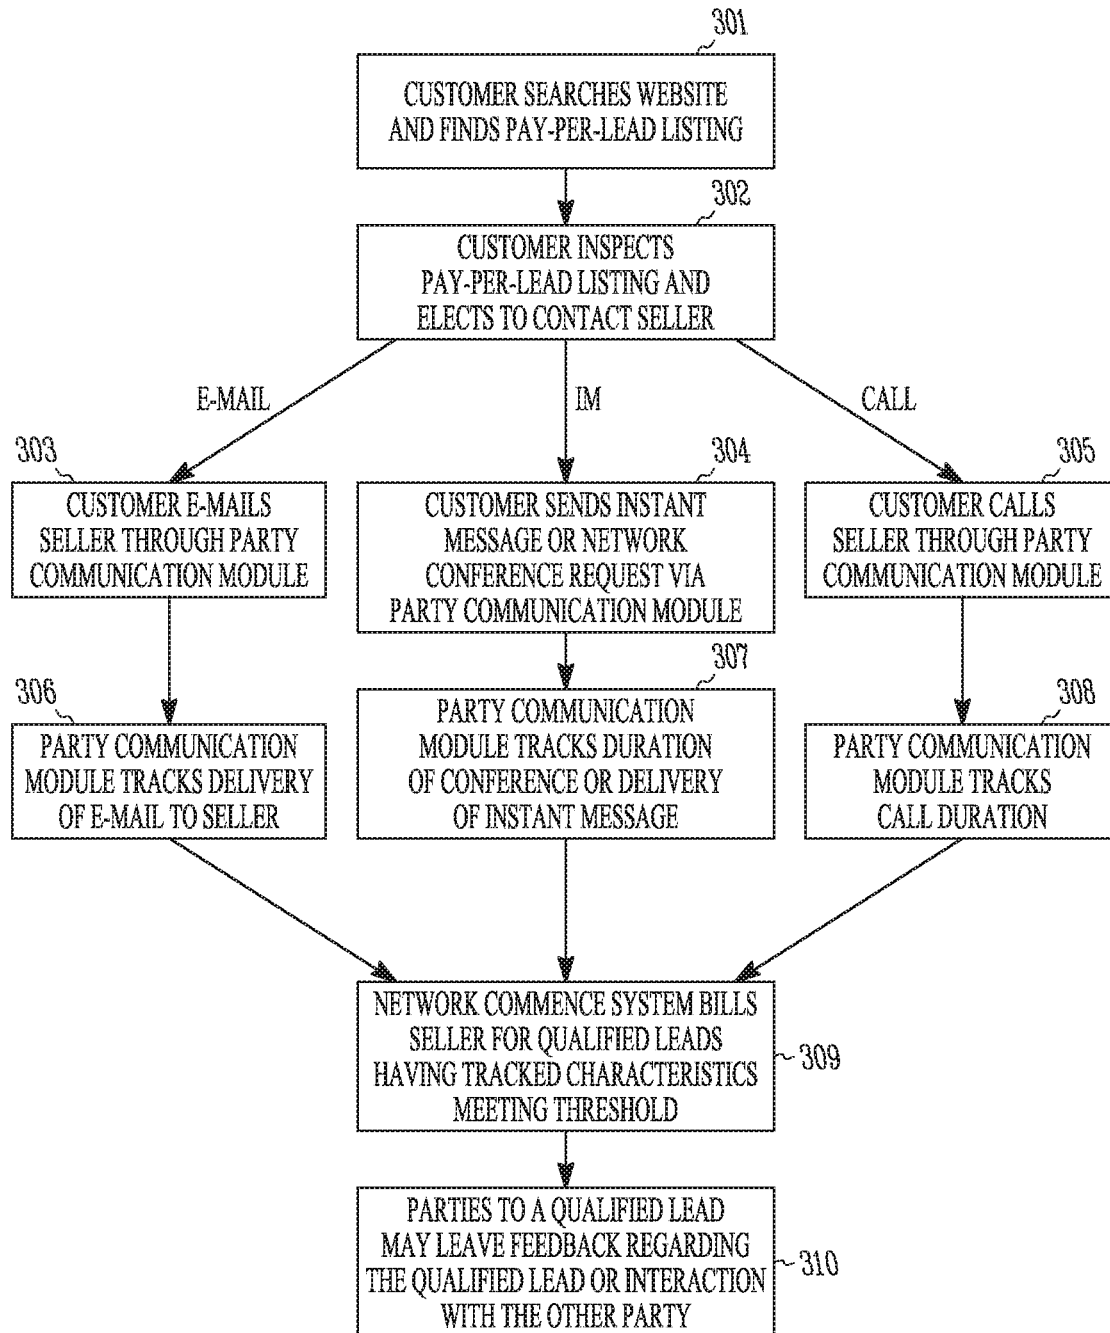 301
CUSTOMER SEARCHES WEBSITE
AND FINDS PAY-PER-LEAD LISTING
302
CUSTOMER INSPECTS
PAY-PER-LEAD LISTING AND
ELECTS TO CONTACT SELLER
E-MAIL
IM
CALL
303
CUSTOMER E-MAILS
SELLER THROUGH PARTY
COMMUNICATION MODULE
304
CUSTOMER SENDS INSTANT
MESSAGE OR NETWORK
CONFERENCE REQUEST VIA
PARTY COMMUNICATION MODULE
305
CUSTOMER CALLS
SELLER THROUGH PARTY
COMMUNICATION MODULE
306
PARTY COMMUNICATION
MODULE TRACKS DELIVERY
OF E-MAIL TO SELLER
307
PARTY COMMUNICATION
MODULE TRACKS DURATION
OF CONFERENCE OR DELIVERY
OF INSTANT MESSAGE
308
PARTY COMMUNICATION
MODULE TRACKS
CALL DURATION
NETWORK COMMENCE SYSTEM BILLS
SELLER FOR QUALIFIED LEADS
HAVING TRACKED CHARACTERISTICS
MEETING THRESHOLD
309
PARTIES TO A QUALIFIED LEAD
MAY LEAVE FEEDBACK REGARDING
THE QUALIFIED LEAD OR INTERACTION
WITH THE OTHER PARTY
310